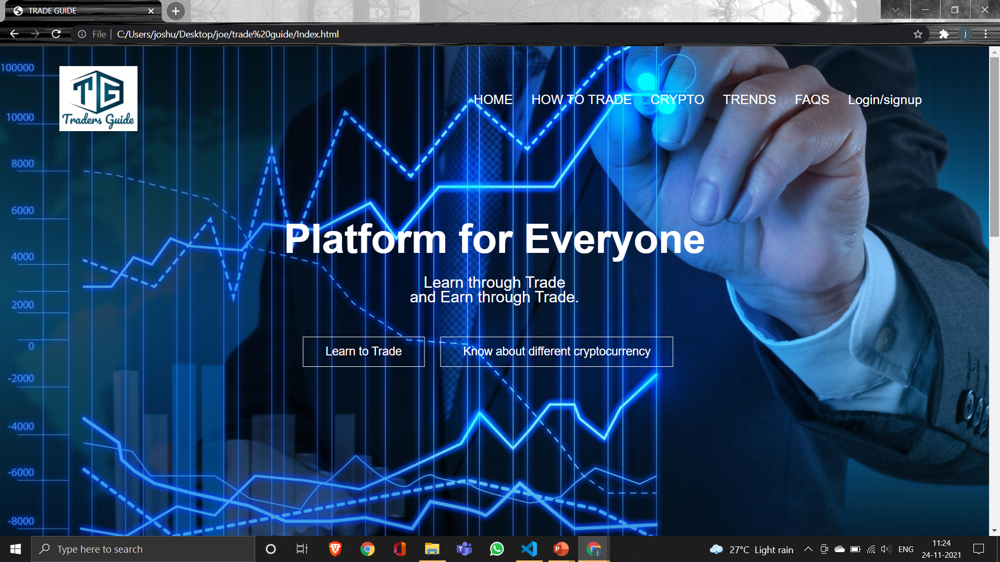 TRADE GUIDE
File
C:/Users/joshu/Desktop/joe/trade%20guide/Index.html
j
TG
Traders Guide
HOME HOW TO TRADE CRYPTO TRENDS FAQS Login/signup
100000
10000
8000
6000
4000
2000
0
-2000
-4000
-6000
-8000
Platform for Everyone
Learn through Trade
and Earn through Trade.
Learn to Trade
Know about different cryptocurrency
Type here to search
T
P
j
27°C Light rain
ENG
11:24
24-11-2021